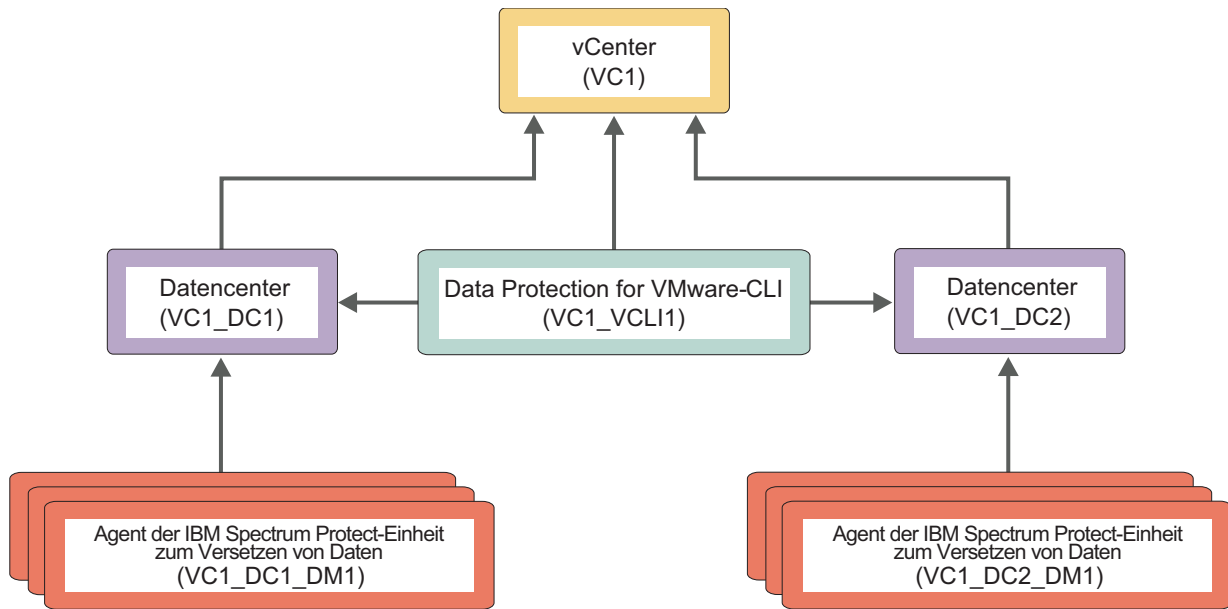 vCenter
(VC1)
Datencenter
(VC1_DC1)
Data Protection for VMware-CLI
(VC1_VCLI1)
Datencenter
(VC1_DC2)
Agent der IBM Spectrum Protect-Einheit
zum Versetzen von Daten
(VC1_DC1_DM1)
Agent der IBM Spectrum Protect-Einheit
zum Versetzen von Daten
(VC1_DC2_DM1)